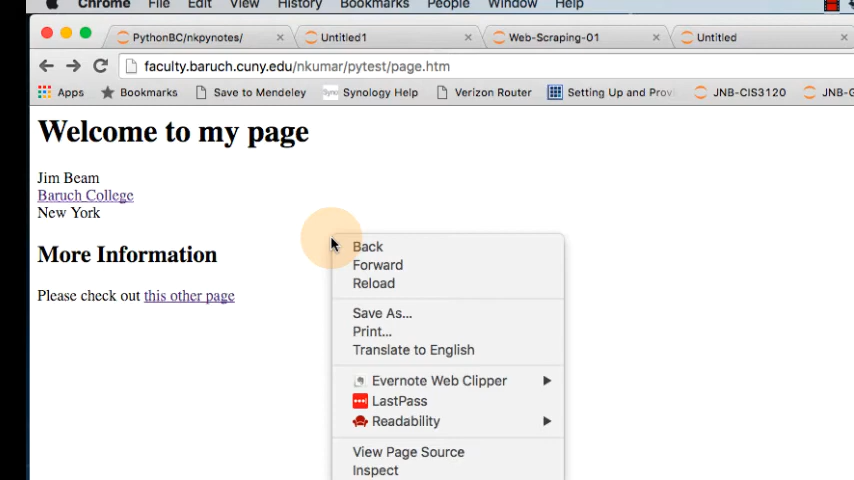 Chrome File Edit View History Bookmarks People Window Help
PythonBC/nkpynotes/ Untitled1 Web-Scraping-01 Untitled
faculty.baruch.cuny.edu/nkumar/pytest/page.htm
Apps Bookmarks Save to Mendeley Syno Synology Help Verizon Router Setting Up and Provi JNB-CIS3120 JNB-G
Welcome to my page
Jim Beam
Baruch College
New York
Back
More Information
Forward
Reload
Please check out this other page
Save As...
Print...
Translate to English
Evernote Web Clipper
LastPass
Readability
View Page Source
Inspect